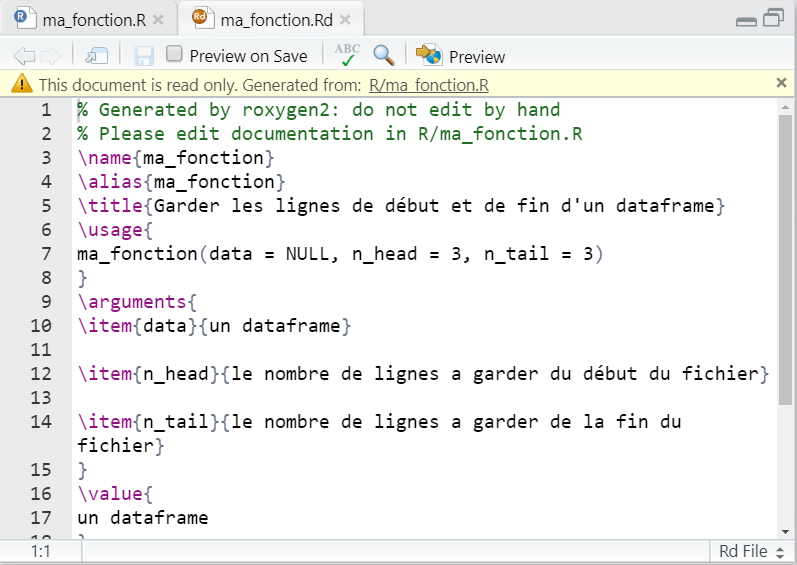 ma_fonction.R
ma_fonction.Rd
Preview on Save
ABC
Preview
This document is read only. Generated from: R/ma_fonction.R
1 % Generated by roxygen2: do not edit by hand
2 % Please edit documentation in R/ma_fonction.R
3 \name{ma_fonction}
4 \alias{ma_fonction}
5 \title{Garder les lignes de début et de fin d'un dataframe}
6 \usage{
7 ma_fonction(data = NULL, n_head = 3, n_tail = 3)
8 }
9 \arguments{
10 \item{data}{un dataframe}
11
12 \item{n_head}{le nombre de lignes a garder du début du fichier}
13
14 \item{n_tail}{le nombre de lignes a garder de la fin du
fichier}
15 }
16 \value{
17 un dataframe
18 }
1:1 Rd File